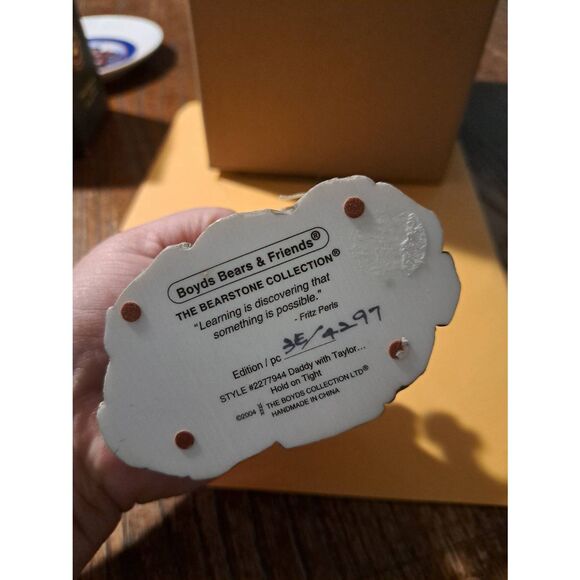 Boyds Bears & Friends®
THE BEARSTONE COLLECTION®
"Learning is discovering that
something is possible."
- Fritz Perls
Edition / pc 3E/4297
STYLE #2277944 Daddy with Taylor...
Hold on Tight
©2004 THE BOYDS COLLECTION LTD®
HANDMADE IN CHINA